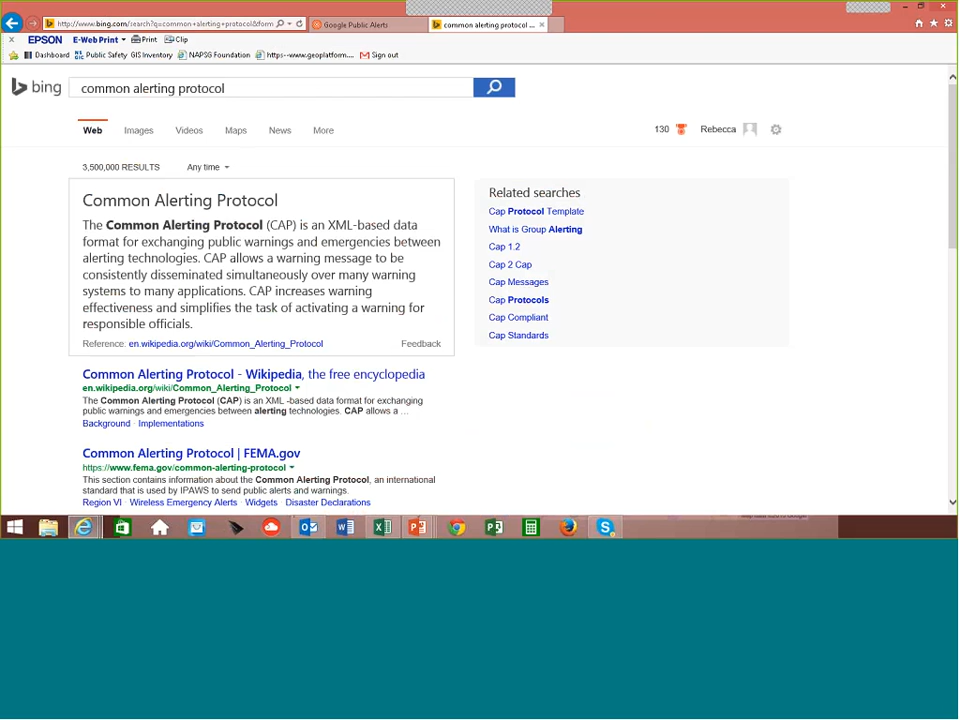 http://www.bing.com/search?q=common+alerting+protocol&form
Google Public Alerts
common alerting protocol ...
EPSON E-Web Print Print Clip
Dashboard Public Safety GIS Inventory NAPSG Foundation https--www.geoplatform.... Sign out
bing common alerting protocol
Web Images Videos Maps News More
130 Rebecca
3,500,000 RESULTS Any time
Common Alerting Protocol
The Common Alerting Protocol (CAP) is an XML-based data
format for exchanging public warnings and emergencies between
alerting technologies. CAP allows a warning message to be
consistently disseminated simultaneously over many warning
systems to many applications. CAP increases warning
effectiveness and simplifies the task of activating a warning for
responsible officials.
Reference: en.wikipedia.org/wiki/Common_Alerting_Protocol Feedback
Related searches
Cap Protocol Template
What is Group Alerting
Cap 1.2
Cap 2 Cap
Cap Messages
Cap Protocols
Cap Compliant
Cap Standards
Common Alerting Protocol - Wikipedia, the free encyclopedia
en.wikipedia.org/wiki/Common_Alerting_Protocol
The Common Alerting Protocol (CAP) is an XML -based data format for exchanging
public warnings and emergencies between alerting technologies. CAP allows a ...
Background · Implementations
Common Alerting Protocol | FEMA.gov
https://www.fema.gov/common-alerting-protocol
This section contains information about the Common Alerting Protocol, an international
standard that is used by IPAWS to send public alerts and warnings.
Region VI · Wireless Emergency Alerts · Widgets · Disaster Declarations